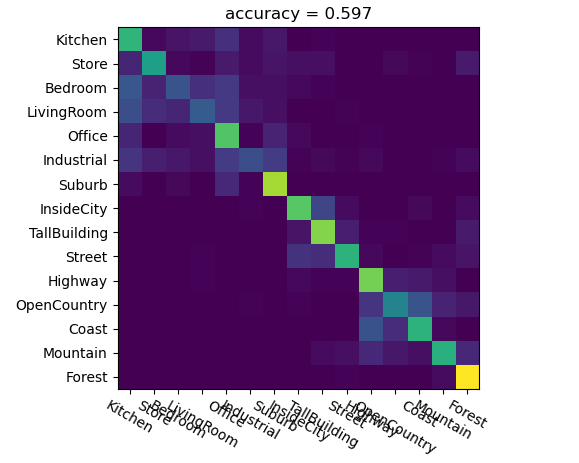 accuracy = 0.597
Kitchen
Store
Bedroom
LivingRoom
Office
Industrial
Suburb
InsideCity
TallBuilding
Street
Highway
OpenCountry
Coast
Mountain
Forest
Kitchen
Store
Bedroom
LivingRoom
Office
Industrial
Suburb
InsideCity
TallBuilding
Street
Highway
OpenCountry
Coast
Mountain
Forest